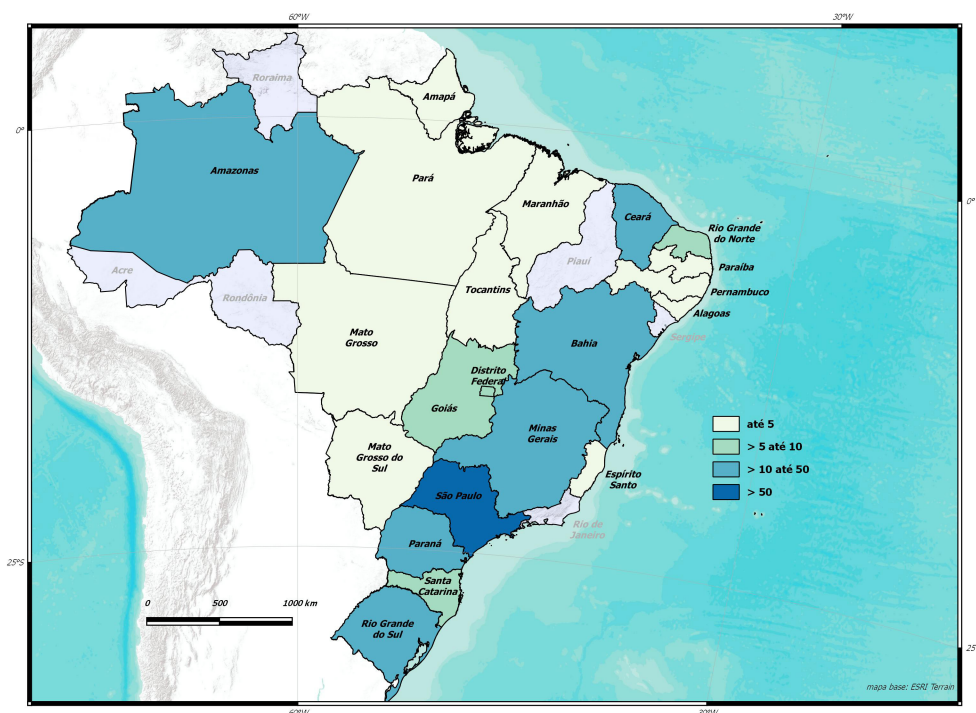 60°W
30°W
Roraima
Amapá
0°
Amazonas
Pará
Maranhão
Ceará
0°
Rio Grande
do Norte
Acre
Rondônia
Piauí
Paraíba
Tocantins
Pernambuco
Alagoas
Mato
Grosso
Sergipe
Bahia
Distrito
Federal
Goiás
Minas
Gerais
até 5
> 5 até 10
> 10 até 50
> 50
Mato
Grosso do
Sul
Espírito
Santo
São Paulo
Rio de
Janeiro
Paraná
25°S
Santa
Catarina
0 500 1000 km
Rio Grande
do Sul
25
mapa base: ESRI Terrain
60°W
30°W